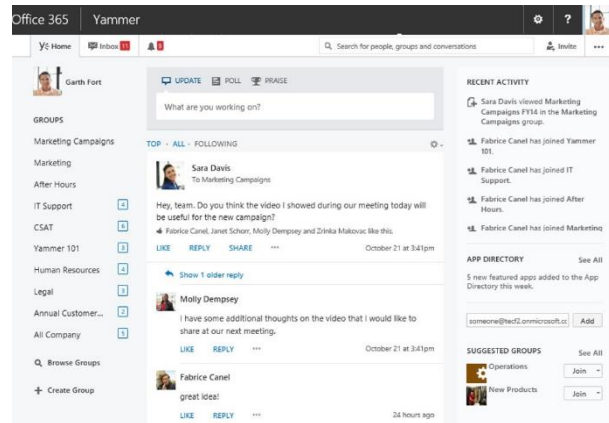 Office 365 Yammer
?
Home
Inbox 11
8
Search for people, groups and conversations
Invite
Garth Fort
GROUPS
Marketing Campaigns
Marketing
After Hours
IT Support 4
CSAT 6
Yammer 101 3
Human Resources 4
Legal 3
Annual Customer... 2
All Company 5
Browse Groups
+ Create Group
UPDATE POLL PRAISE
What are you working on?
TOP · ALL · FOLLOWING
Sara Davis
To Marketing Campaigns
Hey, team. Do you think the video I showed during our meeting today will
be useful for the new campaign?
Fabrice Canel, Janet Schorr, Molly Dempsey and Zrinka Makovac like this.
LIKE REPLY SHARE ··· October 21 at 3:41pm
Show 1 older reply
Molly Dempsey
I have some additional thoughts on the video that I would like to
share at our next meeting.
LIKE REPLY ··· October 21 at 3:41pm
Fabrice Canel
great idea!
LIKE REPLY ··· 24 hours ago
RECENT ACTIVITY
Sara Davis viewed Marketing
Campaigns FY14 in the Marketing
Campaigns group.
Fabrice Canel has joined Yammer
101.
Fabrice Canel has joined IT
Support.
Fabrice Canel has joined After
Hours.
Fabrice Canel has joined Marketing
APP DIRECTORY See All
5 new featured apps added to the App
Directory this week.
someone@tecf2.onmicrosoft.cc Add
SUGGESTED GROUPS See All
Operations Join
New Products Join